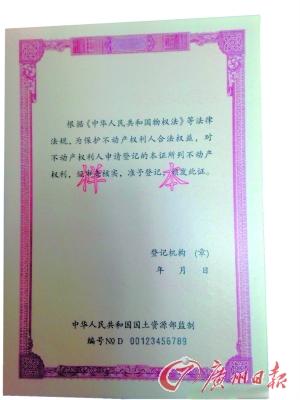 根据《中华人民共和国物权法》等法律
法规，为保护不动产权利人合法权益，对
不动产权利人申请登记的本证所列不动产
权利，经审查核实，准予登记，颁发此证。
样本
登记机构（章）
年 月 日
中华人民共和国国土资源部监制
编号 № D 00123456789
广州日报